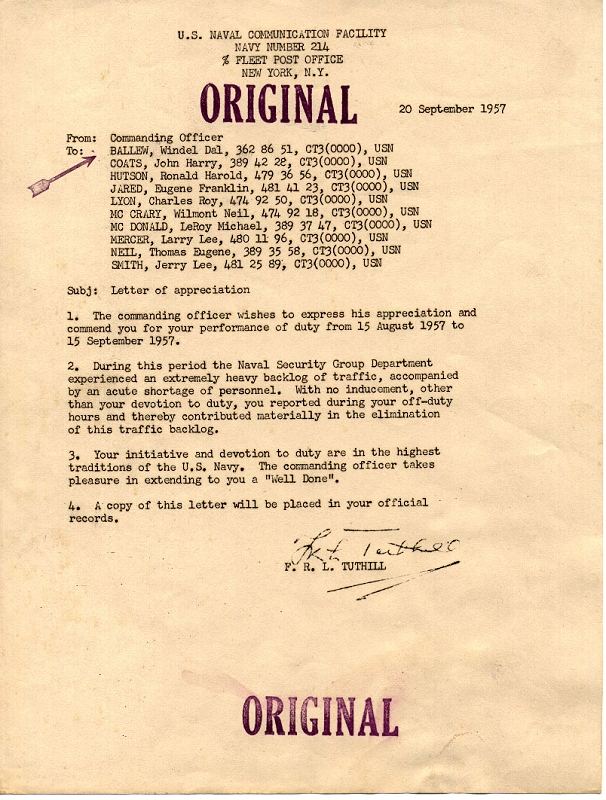 U.S. NAVAL COMMUNICATION FACILITY
NAVY NUMBER 214
% FLEET POST OFFICE
NEW YORK, N.Y.
ORIGINAL
20 September 1957
From: Commanding Officer
To: BALLEW, Windel Dal, 362 86 51, CT3(0000), USN
COATS, John Harry, 389 42 28, CT3(0000), USN
HUTSON, Ronald Harold, 479 36 56, CT3(0000), USN
JARED, Eugene Franklin, 481 41 23, CT3(0000), USN
LYON, Charles Roy, 474 92 50, CT3(0000), USN
MC CRARY, Wilmont Neil, 474 92 18, CT3(0000), USN
MC DONALD, LeRoy Michael, 389 37 47, CT3(0000), USN
MERCER, Larry Lee, 480 11 96, CT3(0000), USN
NEIL, Thomas Eugene, 389 35 58, CT3(0000), USN
SMITH, Jerry Lee, 481 25 89, CT3(0000), USN
Subj: Letter of appreciation
1. The commanding officer wishes to express his appreciation and
commend you for your performance of duty from 15 August 1957 to
15 September 1957.
2. During this period the Naval Security Group Department
experienced an extremely heavy backlog of traffic, accompanied
by an acute shortage of personnel. With no inducement, other
than your devotion to duty, you reported during your off-duty
hours and thereby contributed materially in the elimination
of this traffic backlog.
3. Your initiative and devotion to duty are in the highest
traditions of the U.S. Navy. The commanding officer takes
pleasure in extending to you a "Well Done".
4. A copy of this letter will be placed in your official
records.
Tuthill
F. R. L. TUTHILL
ORIGINAL